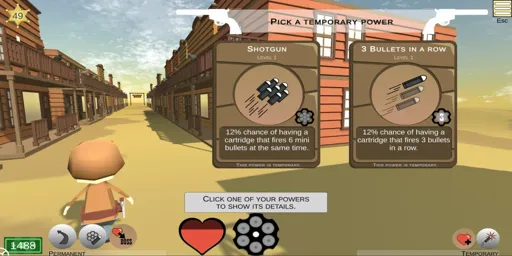 49
Pick a temporary power
Esc
Shotgun
Level 2
12% chance of having a
cartridge that fires 6 mini
bullets at the same time.
This power is temporary.
3 Bullets in a row
Level 1
12% chance of having a
cartridge that fires 3 bullets
in a row.
This power is temporary.
Click one of your powers
to show its details.
1488
Permanent
Temporary